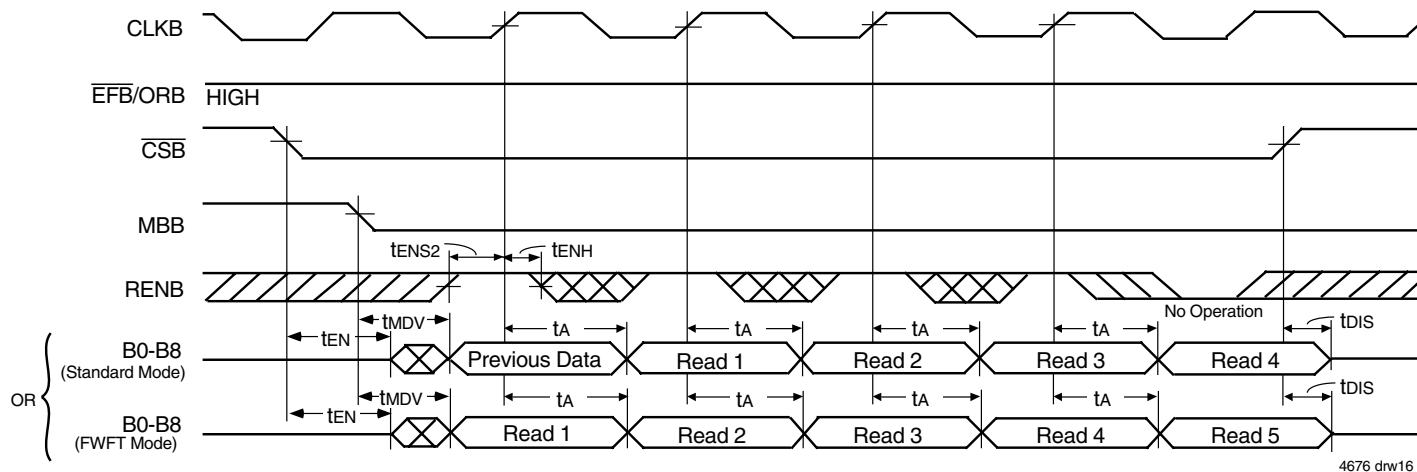 CLKB
EFB/ORB HIGH
CSB
MBB
tENS2 tENH
RENB
No Operation
tMDV tA tA tA tA tDIS
tEN
B0-B8 Previous Data Read 1 Read 2 Read 3 Read 4
(Standard Mode)
OR
tMDV tDIS
tEN tA tA tA tA
B0-B8 Read 1 Read 2 Read 3 Read 4 Read 5
(FWFT Mode)
4676 drw16